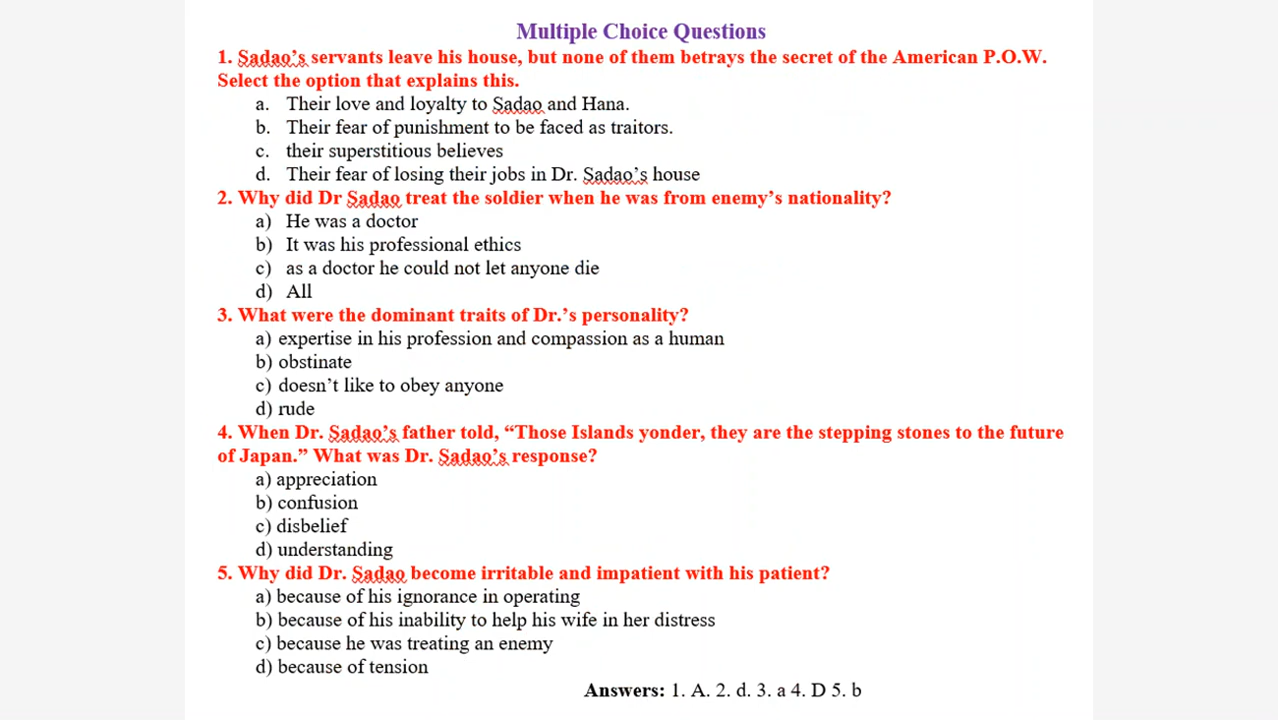 Multiple Choice Questions
1. Sadao’s servants leave his house, but none of them betrays the secret of the American P.O.W.
Select the option that explains this.
a. Their love and loyalty to Sadao and Hana.
b. Their fear of punishment to be faced as traitors.
c. their superstitious believes
d. Their fear of losing their jobs in Dr. Sadao’s house
2. Why did Dr Sadao treat the soldier when he was from enemy’s nationality?
a) He was a doctor
b) It was his professional ethics
c) as a doctor he could not let anyone die
d) All
3. What were the dominant traits of Dr.’s personality?
a) expertise in his profession and compassion as a human
b) obstinate
c) doesn’t like to obey anyone
d) rude
4. When Dr. Sadao’s father told, “Those Islands yonder, they are the stepping stones to the future
of Japan.” What was Dr. Sadao’s response?
a) appreciation
b) confusion
c) disbelief
d) understanding
5. Why did Dr. Sadao become irritable and impatient with his patient?
a) because of his ignorance in operating
b) because of his inability to help his wife in her distress
c) because he was treating an enemy
d) because of tension
Answers: 1. A. 2. d. 3. a 4. D 5. b